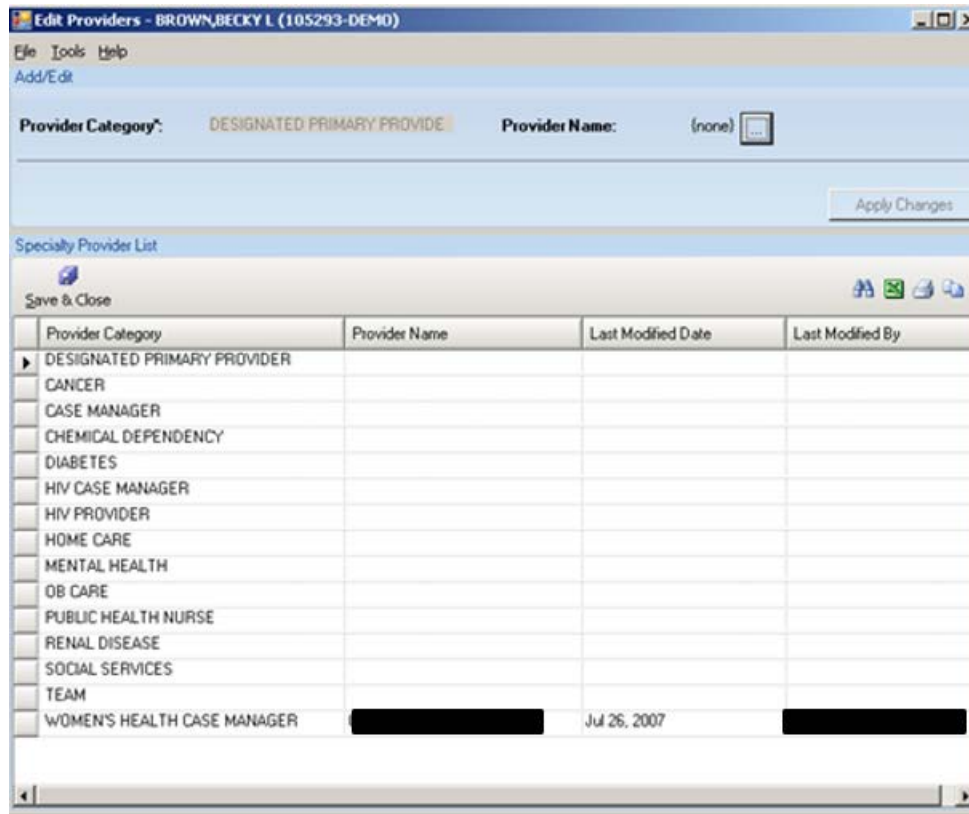 Edit Providers - BROWN,BECKY L (105293-DEMO)
File Tools Help
Add/Edit
Provider Category*: DESIGNATED PRIMARY PROVIDE Provider Name: (none) ...
Apply Changes
Specialty Provider List
Save & Close
Provider Category Provider Name Last Modified Date Last Modified By
DESIGNATED PRIMARY PROVIDER
CANCER
CASE MANAGER
CHEMICAL DEPENDENCY
DIABETES
HIV CASE MANAGER
HIV PROVIDER
HOME CARE
MENTAL HEALTH
OB CARE
PUBLIC HEALTH NURSE
RENAL DISEASE
SOCIAL SERVICES
TEAM
WOMEN'S HEALTH CASE MANAGER Jul 26, 2007